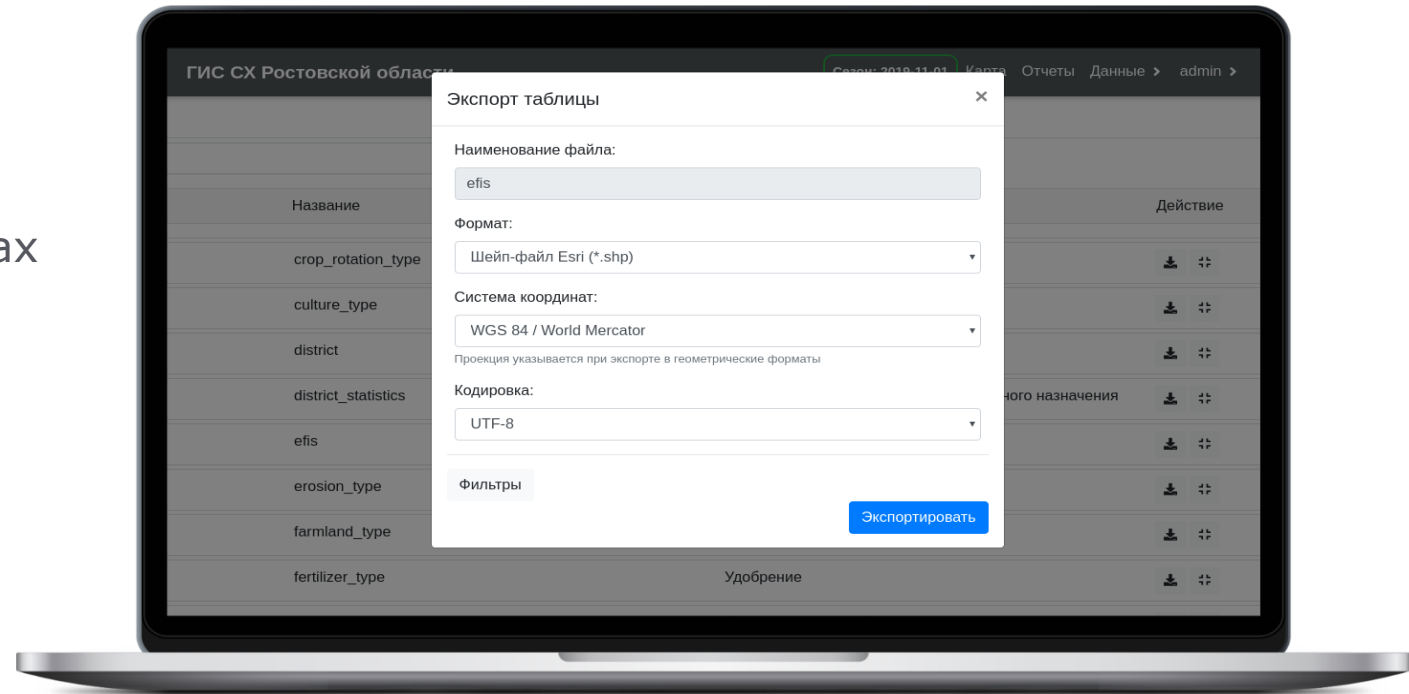 ГИС СХ Ростовской области
Сезон: 2019-11-01 Карта Отчеты Данные admin
Экспорт таблицы ×
Наименование файла:
efis
Формат:
Шейп-файл Esri (*.shp)
Система координат:
WGS 84 / World Mercator
Проекция указывается при экспорте в геометрические форматы
Кодировка:
UTF-8
Фильтры
Экспортировать
Название Действие
crop_rotation_type
culture_type
district
district_statistics ного назначения
efis
erosion_type
farmland_type
fertilizer_type Удобрение
ах